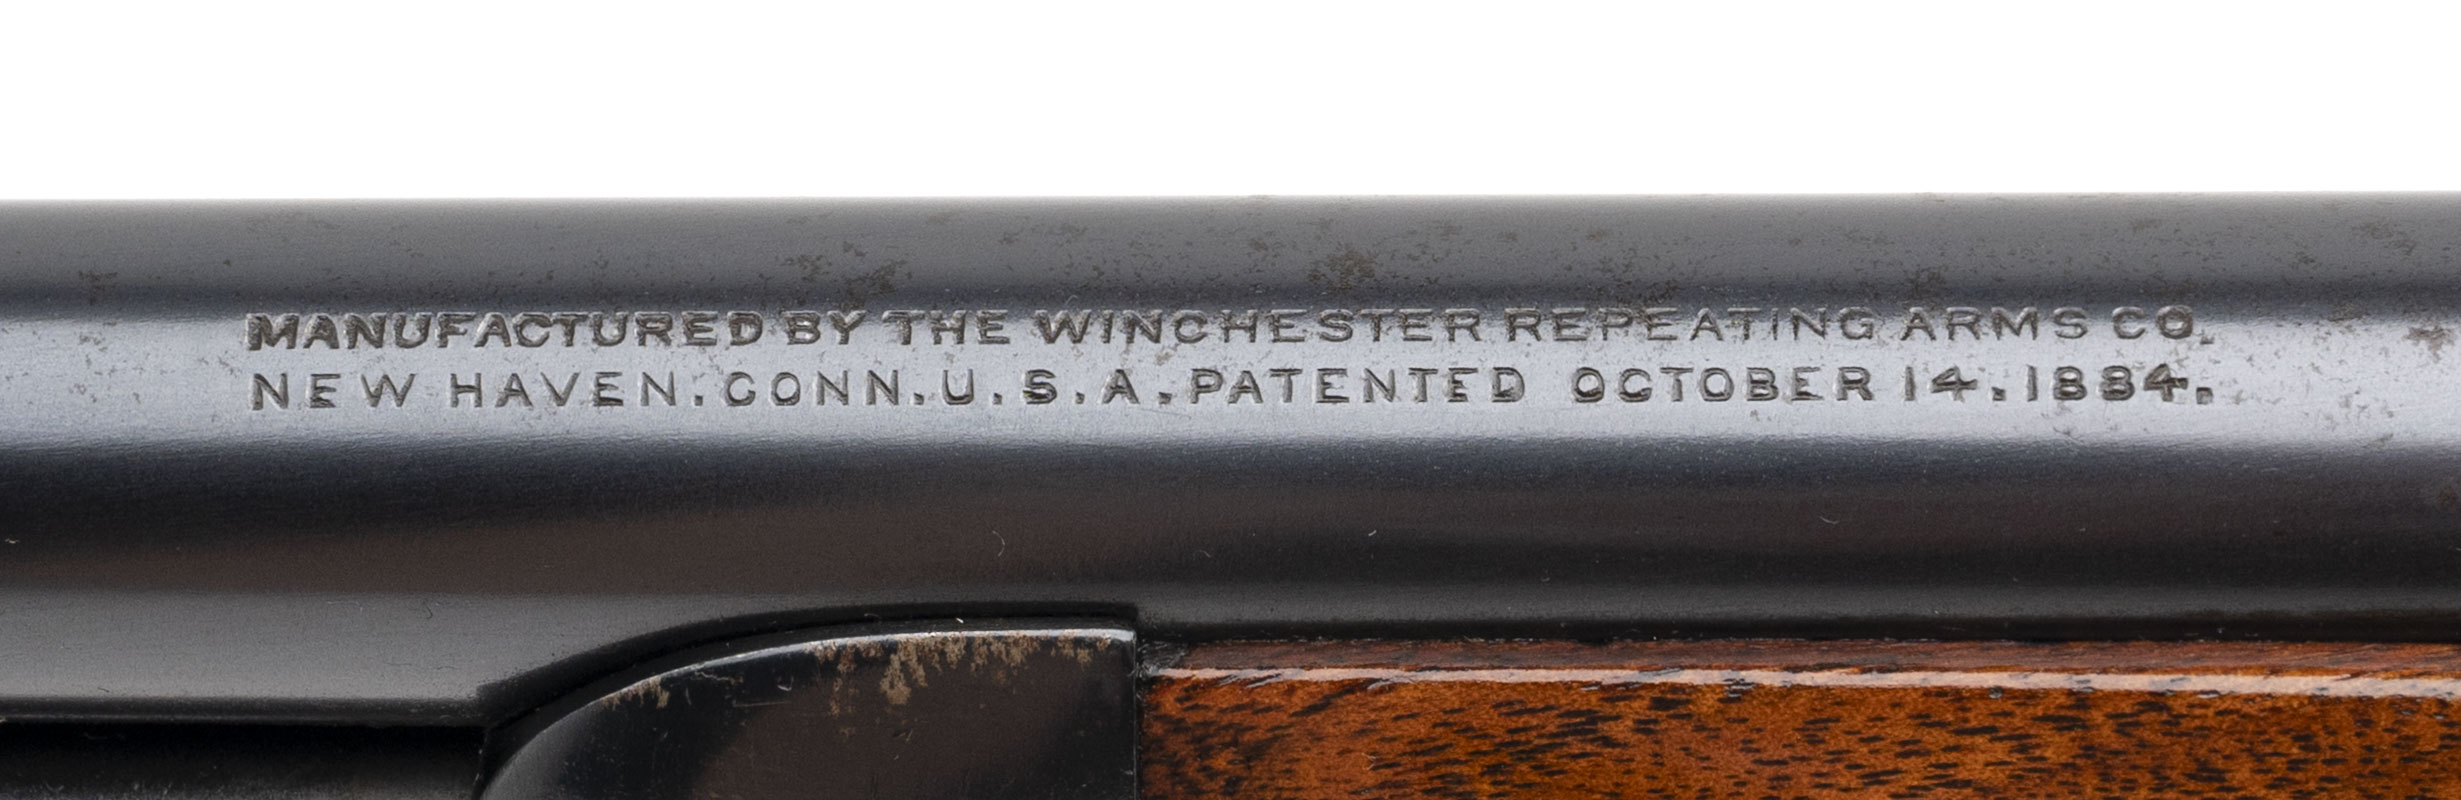 MANUFACTURED BY THE WINCHESTER REPEATING ARMS CO.
NEW HAVEN. CONN. U. S. A. PATENTED OCTOBER 14. 1884.